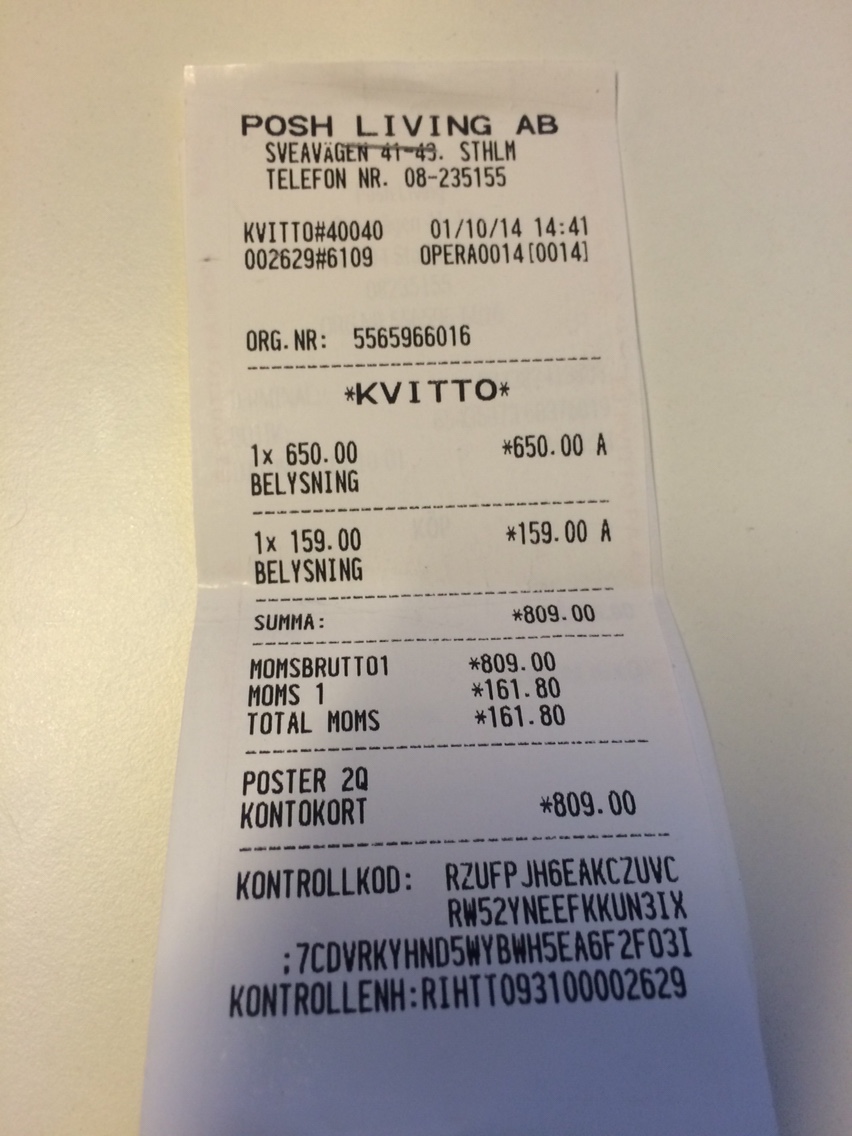 POSH LIVING AB
SVEAVÄGEN 41-43. STHLM
TELEFON NR. 08-235155
KVITTO#40040 01/10/14 14:41
002629#6109 OPERA0014[0014]
ORG.NR: 5565966016
*KVITTO*
1x 650.00 *650.00 A
BELYSNING
1x 159.00 *159.00 A
BELYSNING
SUMMA: *809.00
MOMSBRUTTO1 *809.00
MOMS 1 *161.80
TOTAL MOMS *161.80
POSTER 2Q
KONTOKORT *809.00
KONTROLLKOD: RZUFPJH6EAKCZUVC
RW52YNEEFKKUN3IX
;7CDVRKYHND5WYBWH5EA6F2FO3I
KONTROLLENH:RIHTT093100002629